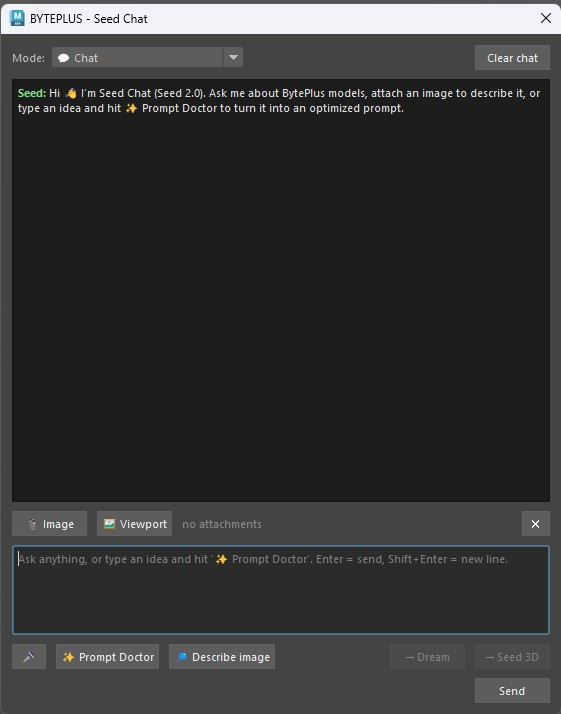 BYTEPLUS - Seed Chat
Mode: 💬 Chat
Clear chat
Seed: Hi 👋 I'm Seed Chat (Seed 2.0). Ask me about BytePlus models, attach an image to describe it, or
type an idea and hit ✨ Prompt Doctor to turn it into an optimized prompt.
Image
Viewport
no attachments
Ask anything, or type an idea and hit '✨ Prompt Doctor'. Enter = send, Shift+Enter = new line.
✨ Prompt Doctor
Describe image
→ Dream
→ Seed 3D
Send